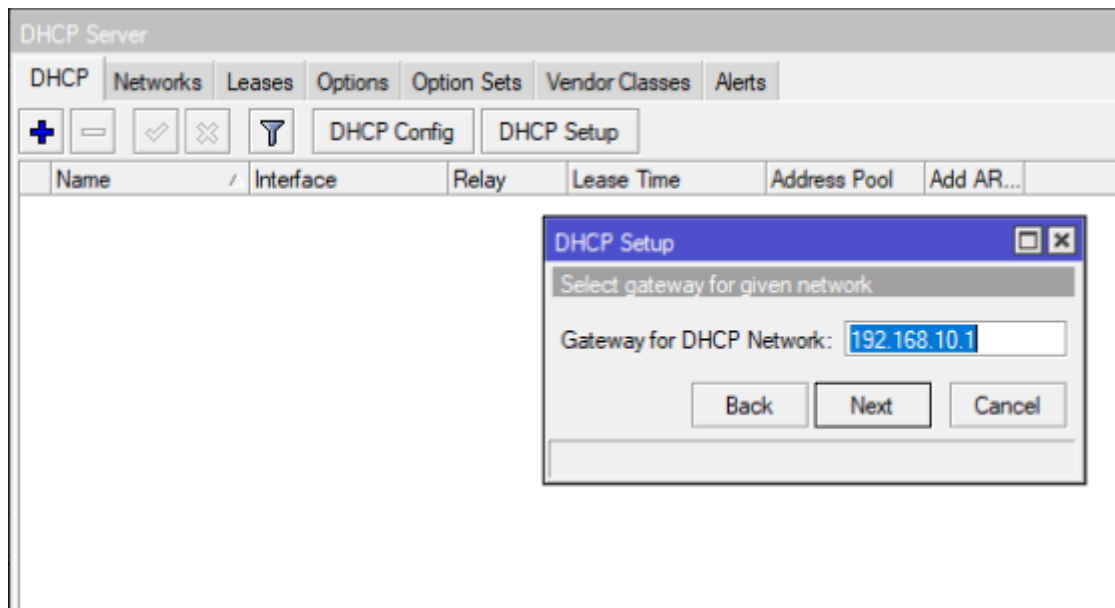 DHCP Server
DHCP Networks Leases Options Option Sets Vendor Classes Alerts
DHCP Config DHCP Setup
Name Interface Relay Lease Time Address Pool Add AR...
DHCP Setup
Select gateway for given network
Gateway for DHCP Network: 192.168.10.1
Back Next Cancel